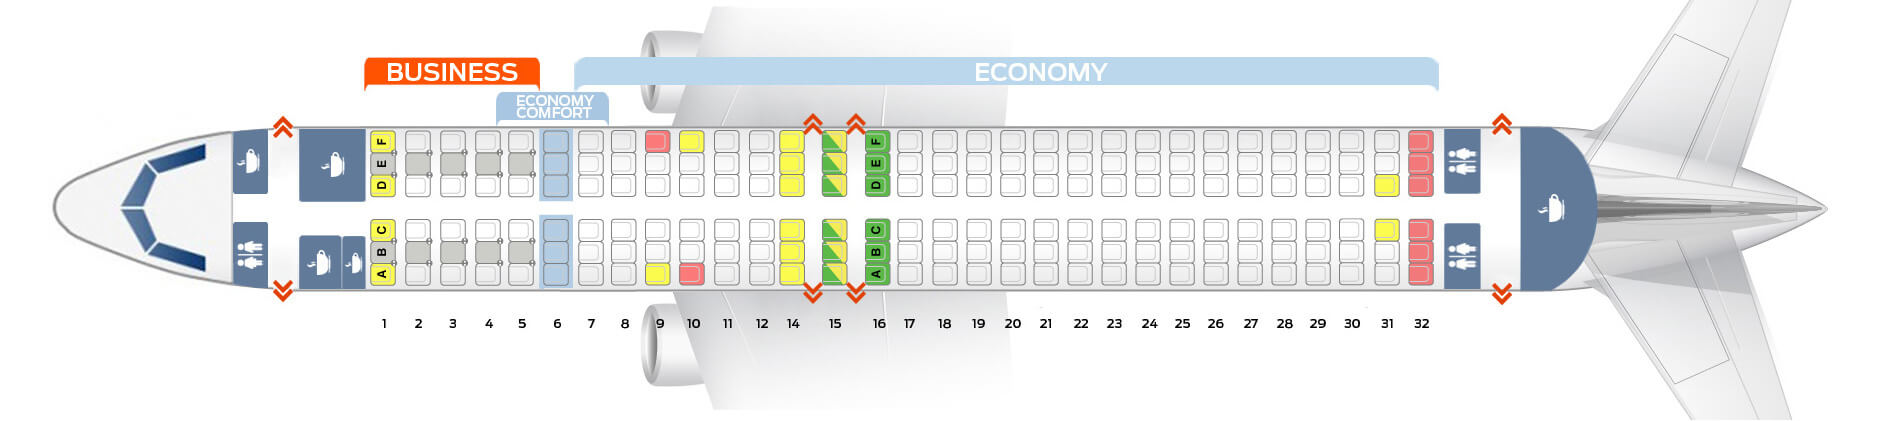 BUSINESS
ECONOMY
ECONOMY
COMFORT
F F
E E
D D
C C
B B
A A
1 2 3 4 5 6 7 8 9 10 11 12 14 15 16 17 18 19 20 21 22 23 24 25 26 27 28 29 30 31 32